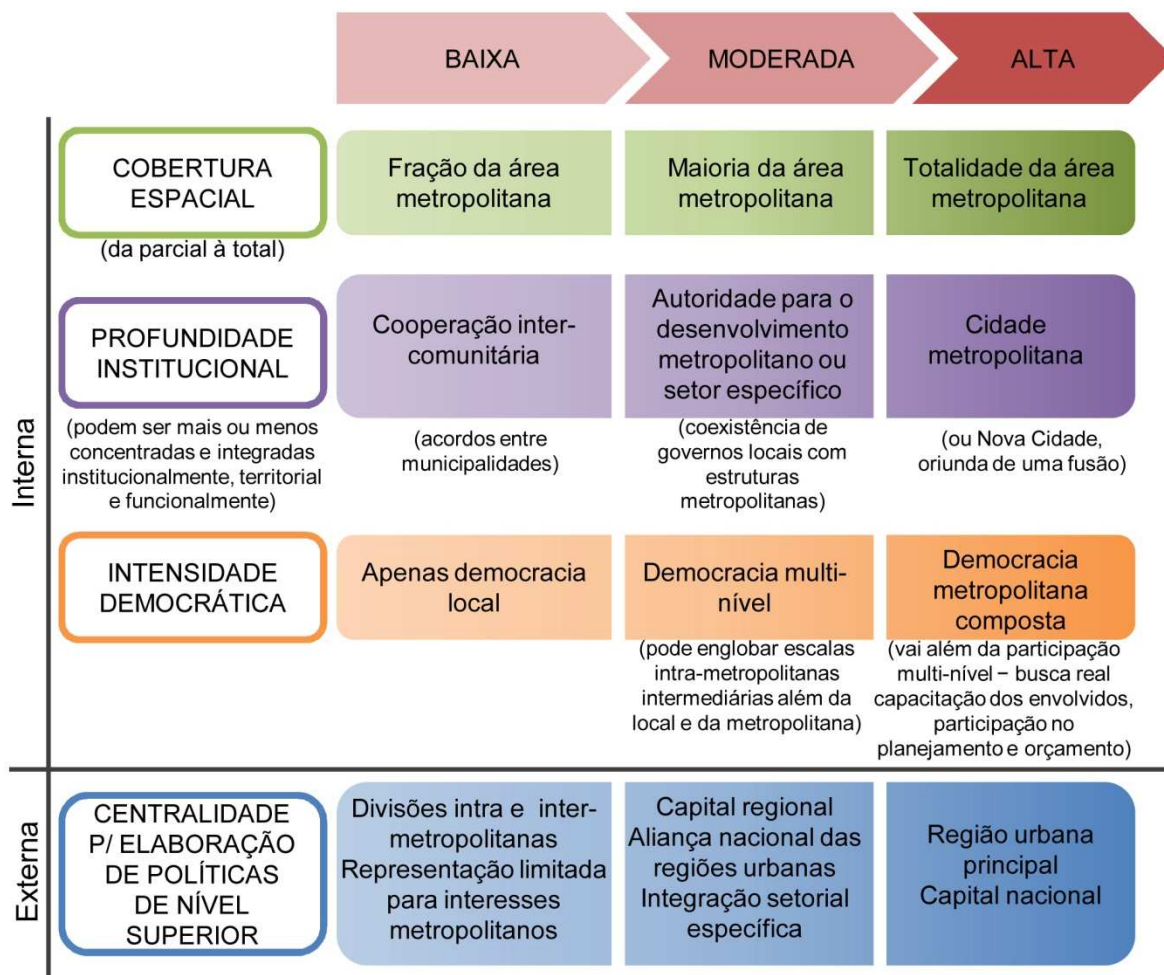 BAIXA
MODERADA
ALTA
Interna
COBERTURA
ESPACIAL
(da parcial à total)
Fração da área
metropolitana
Maioria da área
metropolitana
Totalidade da área
metropolitana
PROFUNDIDADE
INSTITUCIONAL
(podem ser mais ou menos
concentradas e integradas
institucionalmente, territorial
e funcionalmente)
Cooperação inter-
comunitária
(acordos entre
municipalidades)
Autoridade para o
desenvolvimento
metropolitano ou
setor específico
(coexistência de
governos locais com
estruturas
metropolitanas)
Cidade
metropolitana
(ou Nova Cidade,
oriunda de uma fusão)
INTENSIDADE
DEMOCRÁTICA
Apenas democracia
local
Democracia multi-
nível
(pode englobar escalas
intra-metropolitanas
intermediárias além da
local e da metropolitana)
Democracia
metropolitana
composta
(vai além da participação
multi-nível − busca real
capacitação dos envolvidos,
participação no
planejamento e orçamento)
Externa
CENTRALIDADE
P/ ELABORAÇÃO
DE POLÍTICAS
DE NÍVEL
SUPERIOR
Divisões intra e inter-
metropolitanas
Representação limitada
para interesses
metropolitanos
Capital regional
Aliança nacional das
regiões urbanas
Integração setorial
específica
Região urbana
principal
Capital nacional